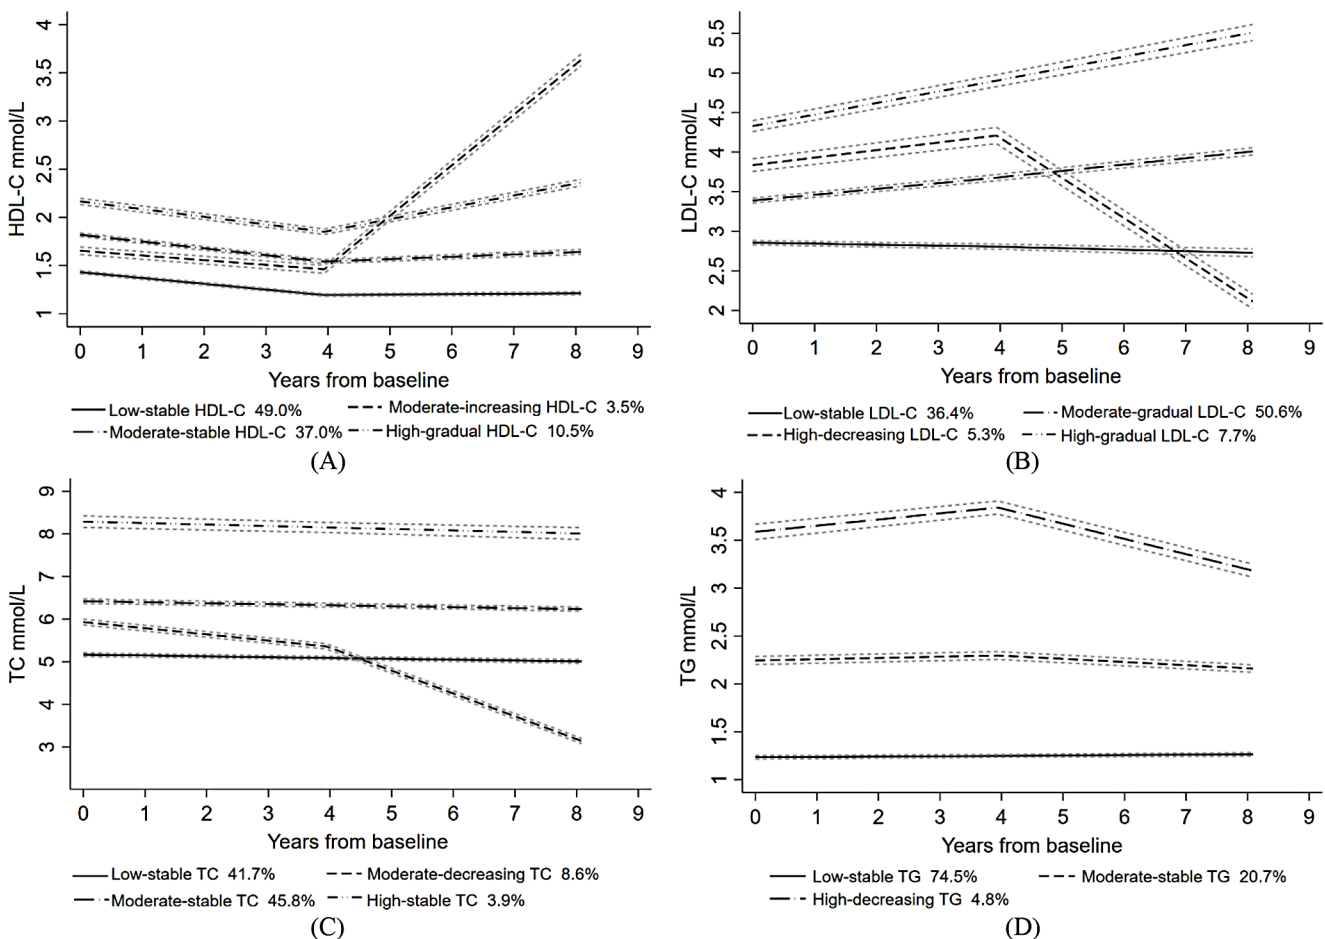 4
3.5
3
2.5
2
1.5
1
HDL-C mmol/L
0 1 2 3 4 5 6 7 8 9
Years from baseline
Low-stable HDL-C 49.0% Moderate-increasing HDL-C 3.5%
Moderate-stable HDL-C 37.0% High-gradual HDL-C 10.5%
(A)
5.5
5
4.5
4
3.5
3
2.5
2
LDL-C mmol/L
0 1 2 3 4 5 6 7 8 9
Years from baseline
Low-stable LDL-C 36.4% Moderate-gradual LDL-C 50.6%
High-decreasing LDL-C 5.3% High-gradual LDL-C 7.7%
(B)
9
8
7
6
5
4
3
TC mmol/L
0 1 2 3 4 5 6 7 8 9
Years from baseline
Low-stable TC 41.7% Moderate-decreasing TC 8.6%
Moderate-stable TC 45.8% High-stable TC 3.9%
(C)
4
3.5
3
2.5
2
1.5
1
TG mmol/L
0 1 2 3 4 5 6 7 8 9
Years from baseline
Low-stable TG 74.5% Moderate-stable TG 20.7%
High-decreasing TG 4.8%
(D)